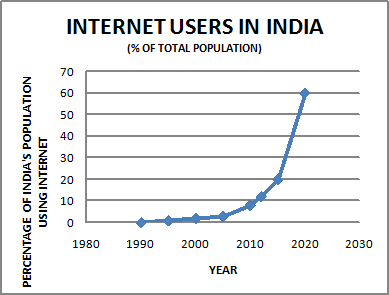 INTERNET USERS IN INDIA
(% OF TOTAL POPULATION)
PERCENTAGE OF INDIA'S POPULATION
USING INTERNET
70
60
50
40
30
20
10
0
1980 1990 2000 2010 2020 2030
YEAR